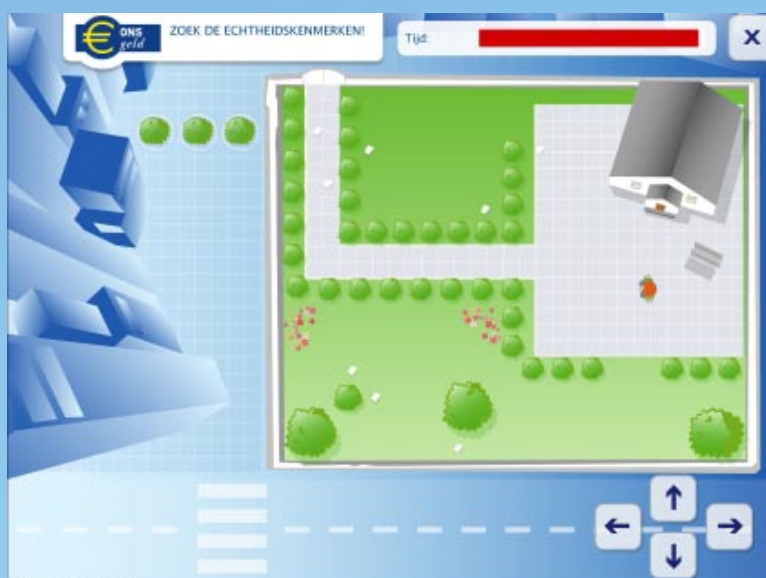 € ONS
geld
ZOEK DE ECHTHEIDSKENMERKEN!
Tijd:
X